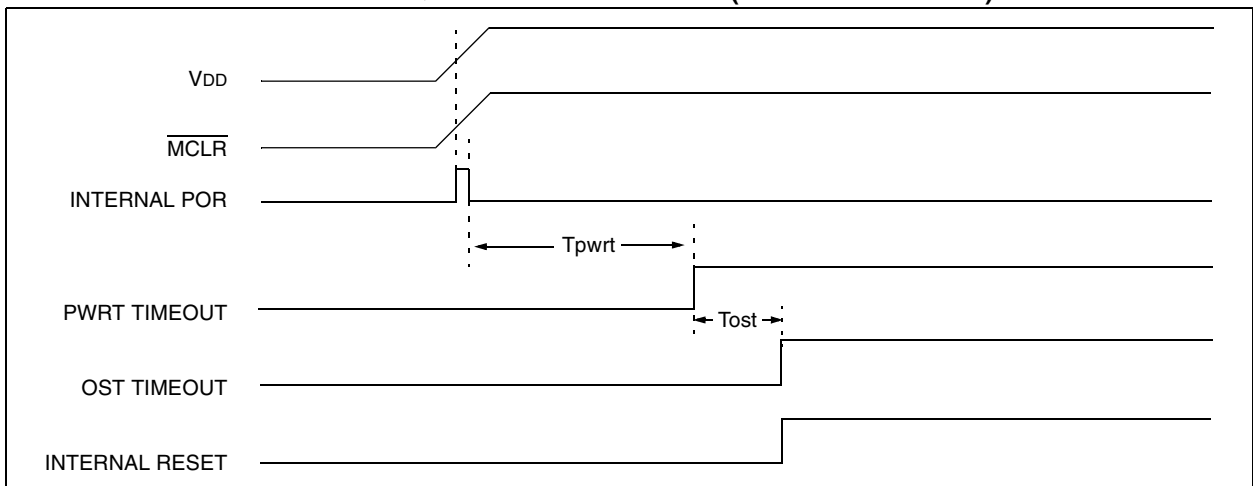 VDD
MCLR
INTERNAL POR
Tpwrt
PWRT TIMEOUT
Tost
OST TIMEOUT
INTERNAL RESET